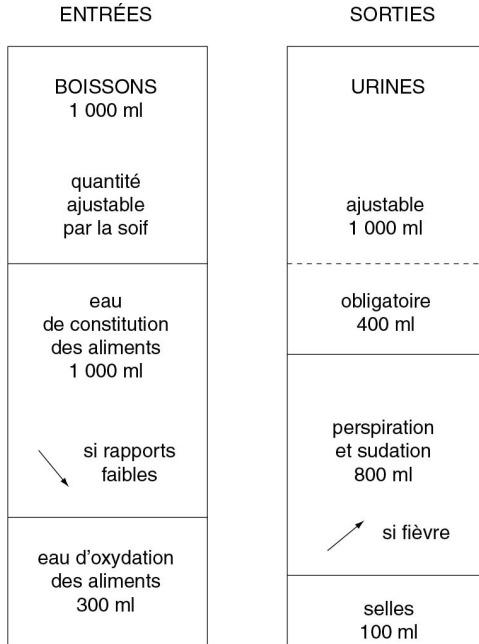 ENTRÉES
BOISSONS
1 000 ml
quantité
ajustable
par la soif
eau
de constitution
des aliments
1 000 ml
si rapports
faibles
eau d'oxydation
des aliments
300 ml
SORTIES
URINES
ajustable
1 000 ml
obligatoire
400 ml
perspiration
et sudation
800 ml
si fièvre
selles
100 ml